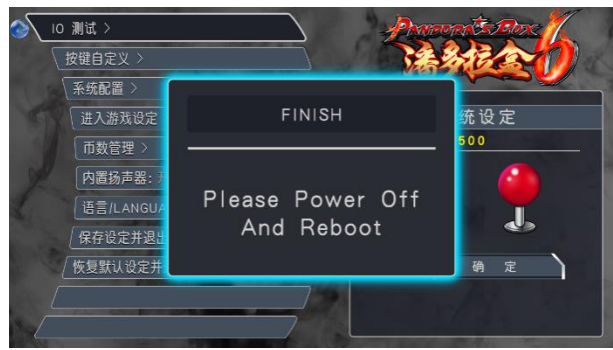 IO 测试 >
按键自定义 >
系统配置 >
进入游戏设定
币数管理 >
内置扬声器:
语言/LANGUA
保存设定并退出
恢复默认设定并
PANDORA'S BOX
潘多拉盒6
统设定
500
确 定
FINISH
Please Power Off
And Reboot